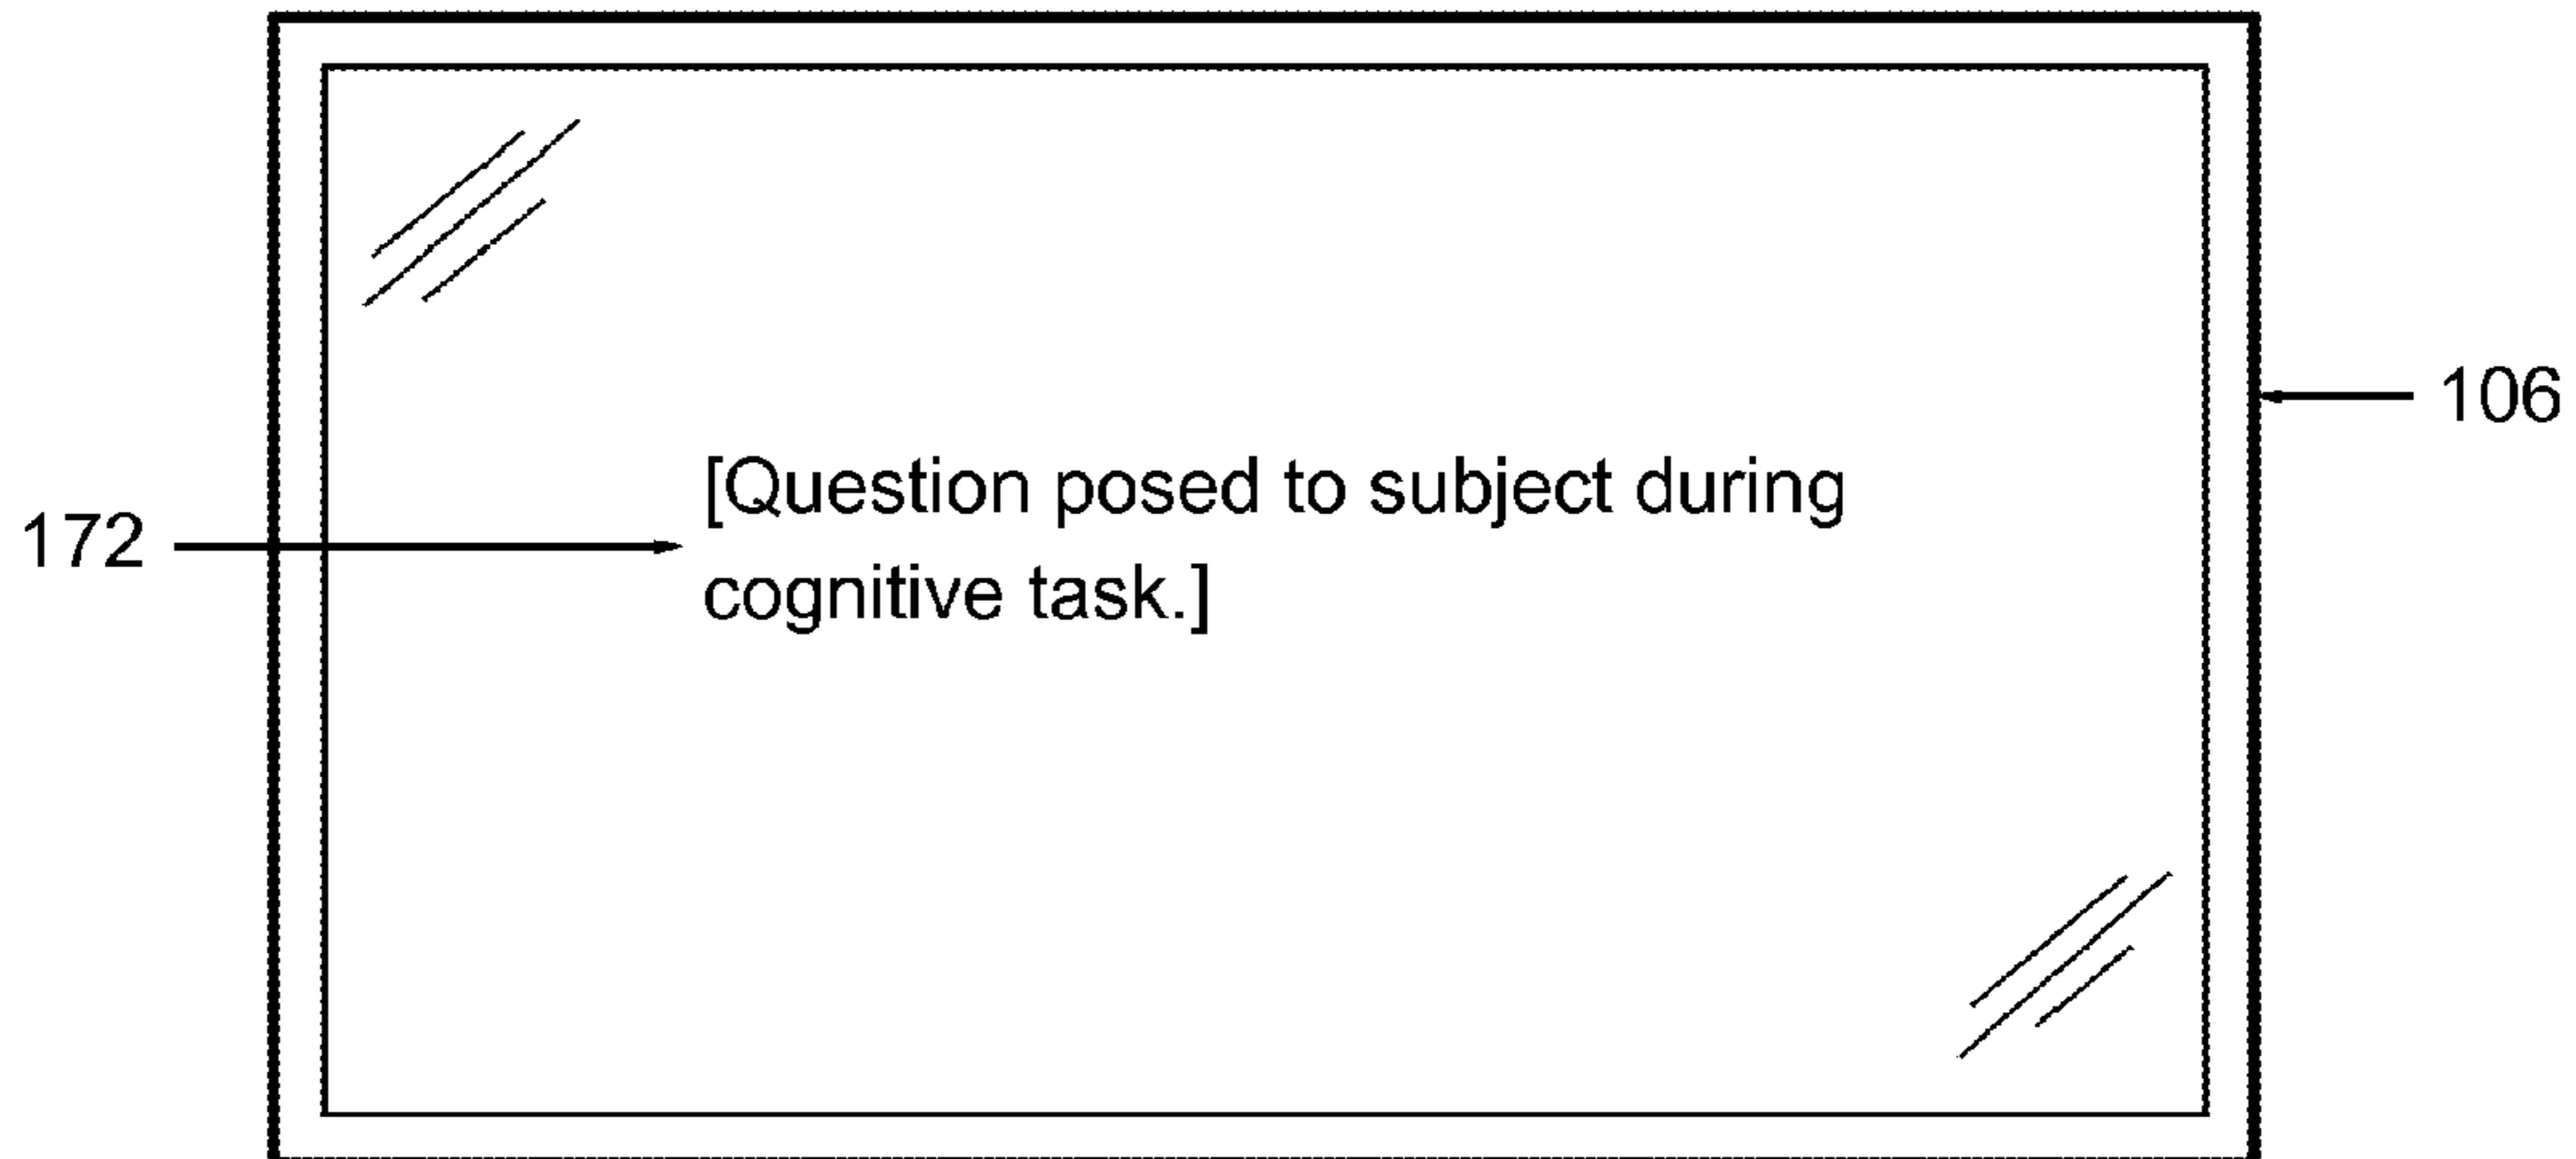 106
[Question posed to subject during
172
cognitive task.]